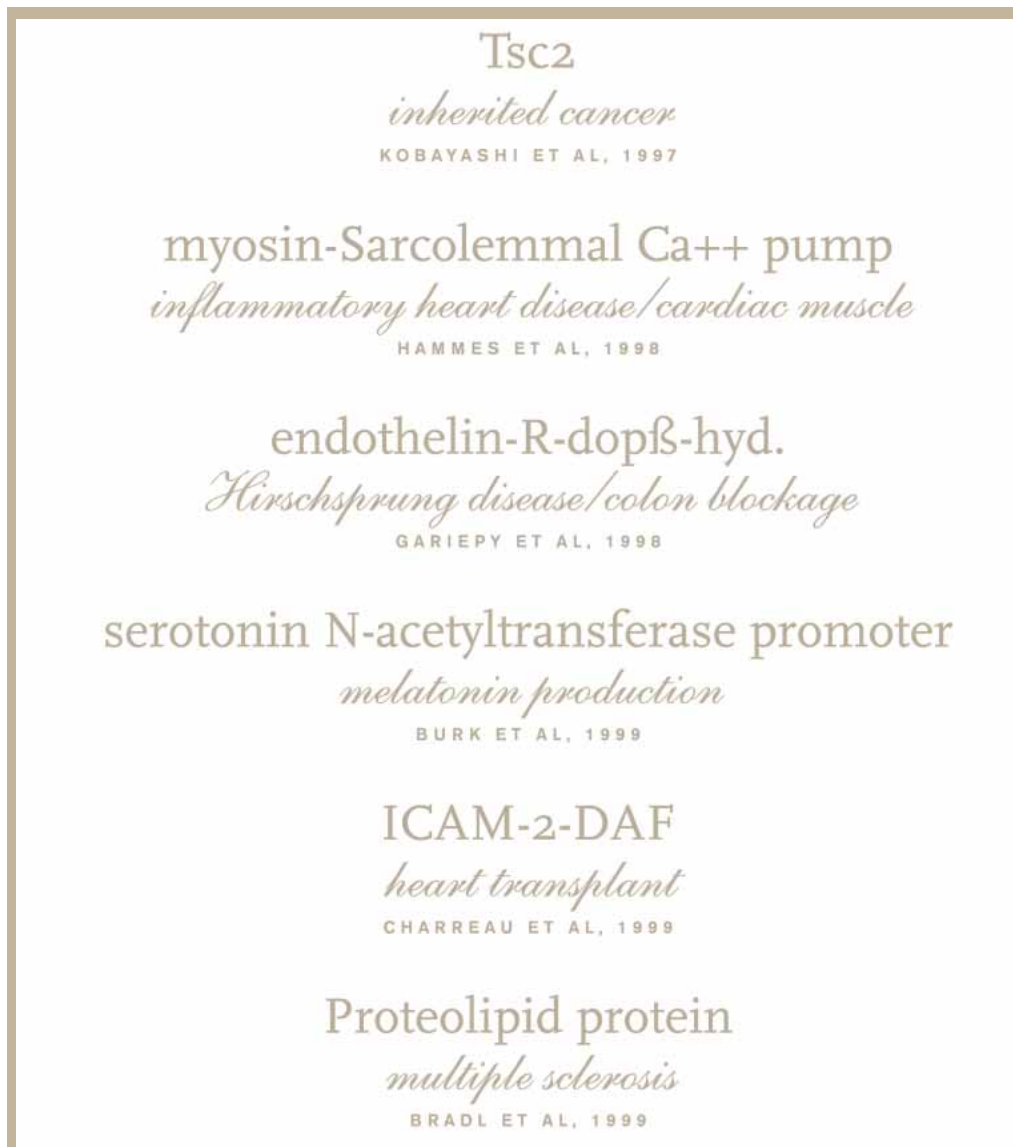 Tsc2
inherited cancer
KOBAYASHI ET AL, 1997
myosin-Sarcolemmal Ca++ pump
inflammatory heart disease/cardiac muscle
HAMMES ET AL, 1998
endothelin-R-dopß-hyd.
Hirschsprung disease/colon blockage
GARIEPY ET AL, 1998
serotonin N-acetyltransferase promoter
melatonin production
BURK ET AL, 1999
ICAM-2-DAF
heart transplant
CHARREAU ET AL, 1999
Proteolipid protein
multiple sclerosis
BRADL ET AL, 1999